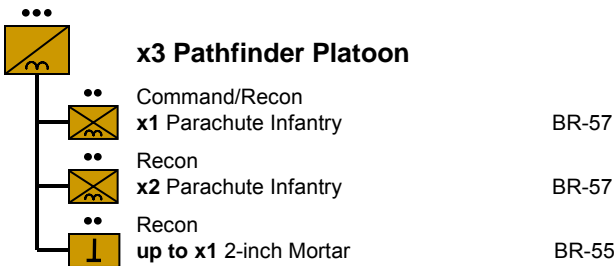 x3 Pathfinder Platoon
Command/Recon
x1 Parachute Infantry BR-57
Recon
x2 Parachute Infantry BR-57
Recon
up to x1 2-inch Mortar BR-55